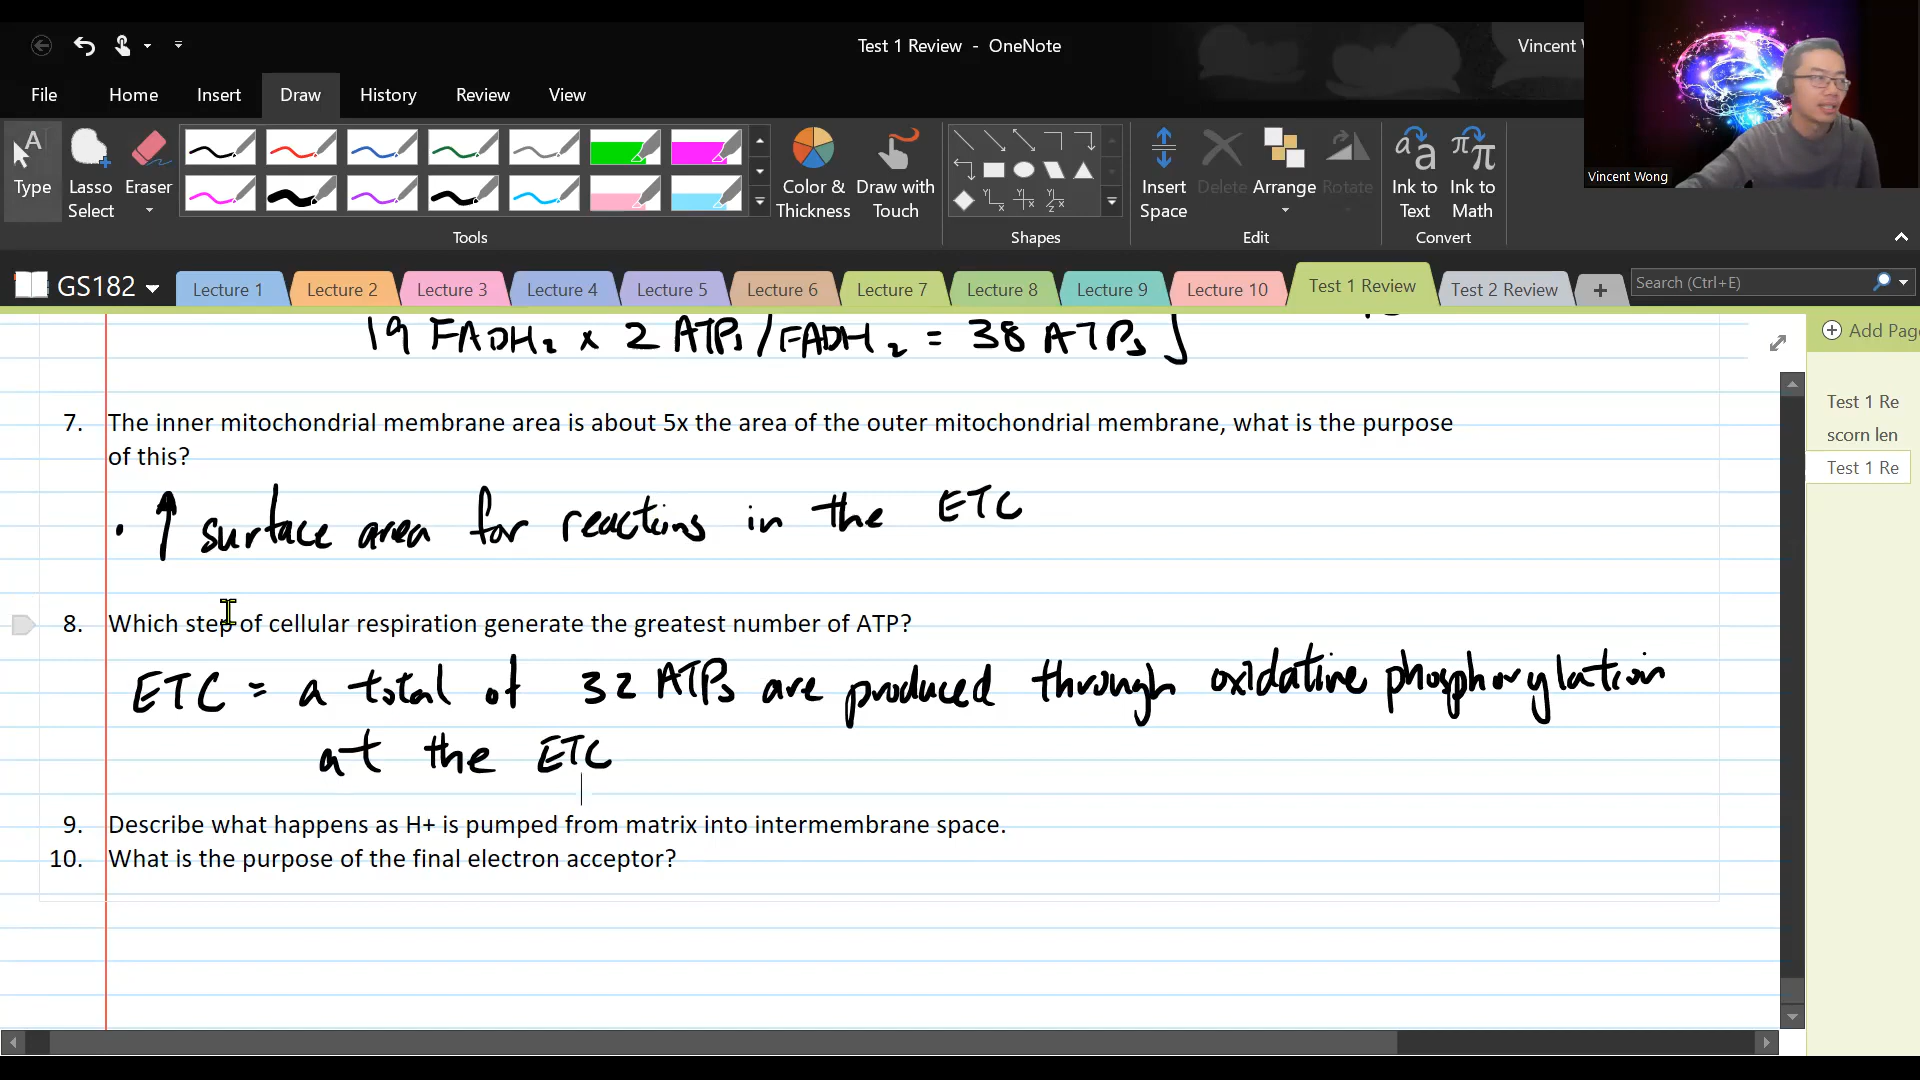 Test 1 Review - OneNote
Vincent W
File Home Insert Draw History Review View
Type
Lasso
Select
Eraser
Color &
Thickness
Draw with
Touch
Insert
Space
Delete
Arrange
Rotate
Ink to
Text
Ink to
Math
Tools
Shapes
Edit
Convert
Vincent Wong
GS182
Lecture 1
Lecture 2
Lecture 3
Lecture 4
Lecture 5
Lecture 6
Lecture 7
Lecture 8
Lecture 9
Lecture 10
Test 1 Review
Test 2 Review
Search (Ctrl+E)
Add Pag
Test 1 Re
scorn len
Test 1 Re
19 FADH2 x 2 ATPs / FADH2 = 38 ATPs ]
7. The inner mitochondrial membrane area is about 5x the area of the outer mitochondrial membrane, what is the purpose
of this?
• ↑ surface area for reactions in the ETC
8. Which step of cellular respiration generate the greatest number of ATP?
ETC = a total of 32 ATPs are produced through oxidative phosphorylation
at the ETC
9. Describe what happens as H+ is pumped from matrix into intermembrane space.
10. What is the purpose of the final electron acceptor?